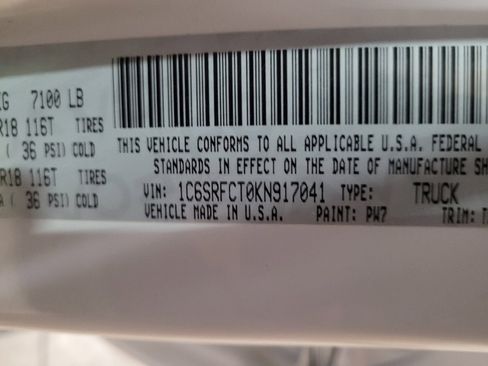 KG 7100 LB
R18 116T TIRES
( 36 PSI) COLD
R18 116T TIRES
A ( 36 PSI) COLD
THIS VEHICLE CONFORMS TO ALL APPLICABLE U.S.A. FEDERAL
STANDARDS IN EFFECT ON THE DATE OF MANUFACTURE SH
VIN: 1C6SRFCT0KN917041 TYPE: TRUCK
VEHICLE MADE IN U.S.A. PAINT: PW7 TRIM: T